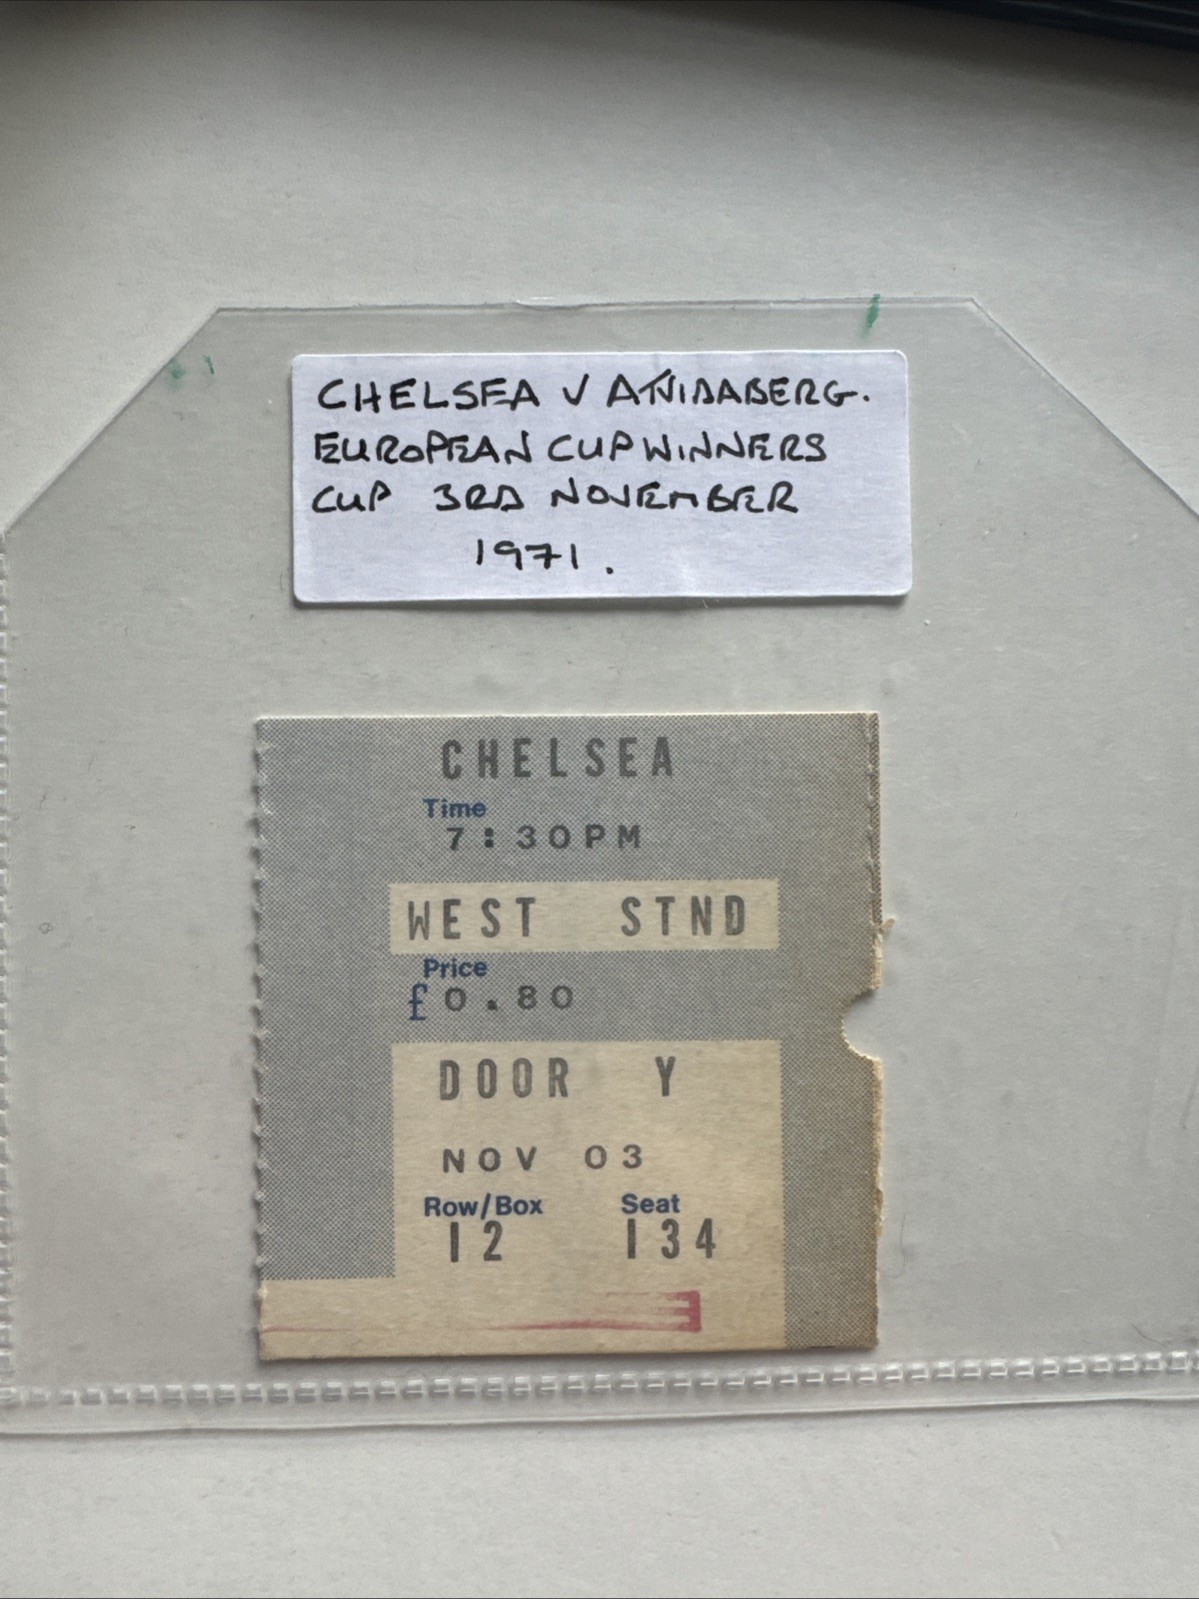 CHELSEA V ATVIDABERG.
EUROPEAN CUP WINNERS
CUP 3RD NOVEMBER
1971.
CHELSEA
Time
7:30PM
WEST STND
Price
£0.80
DOOR Y
NOV 03
Row/Box Seat
12 134